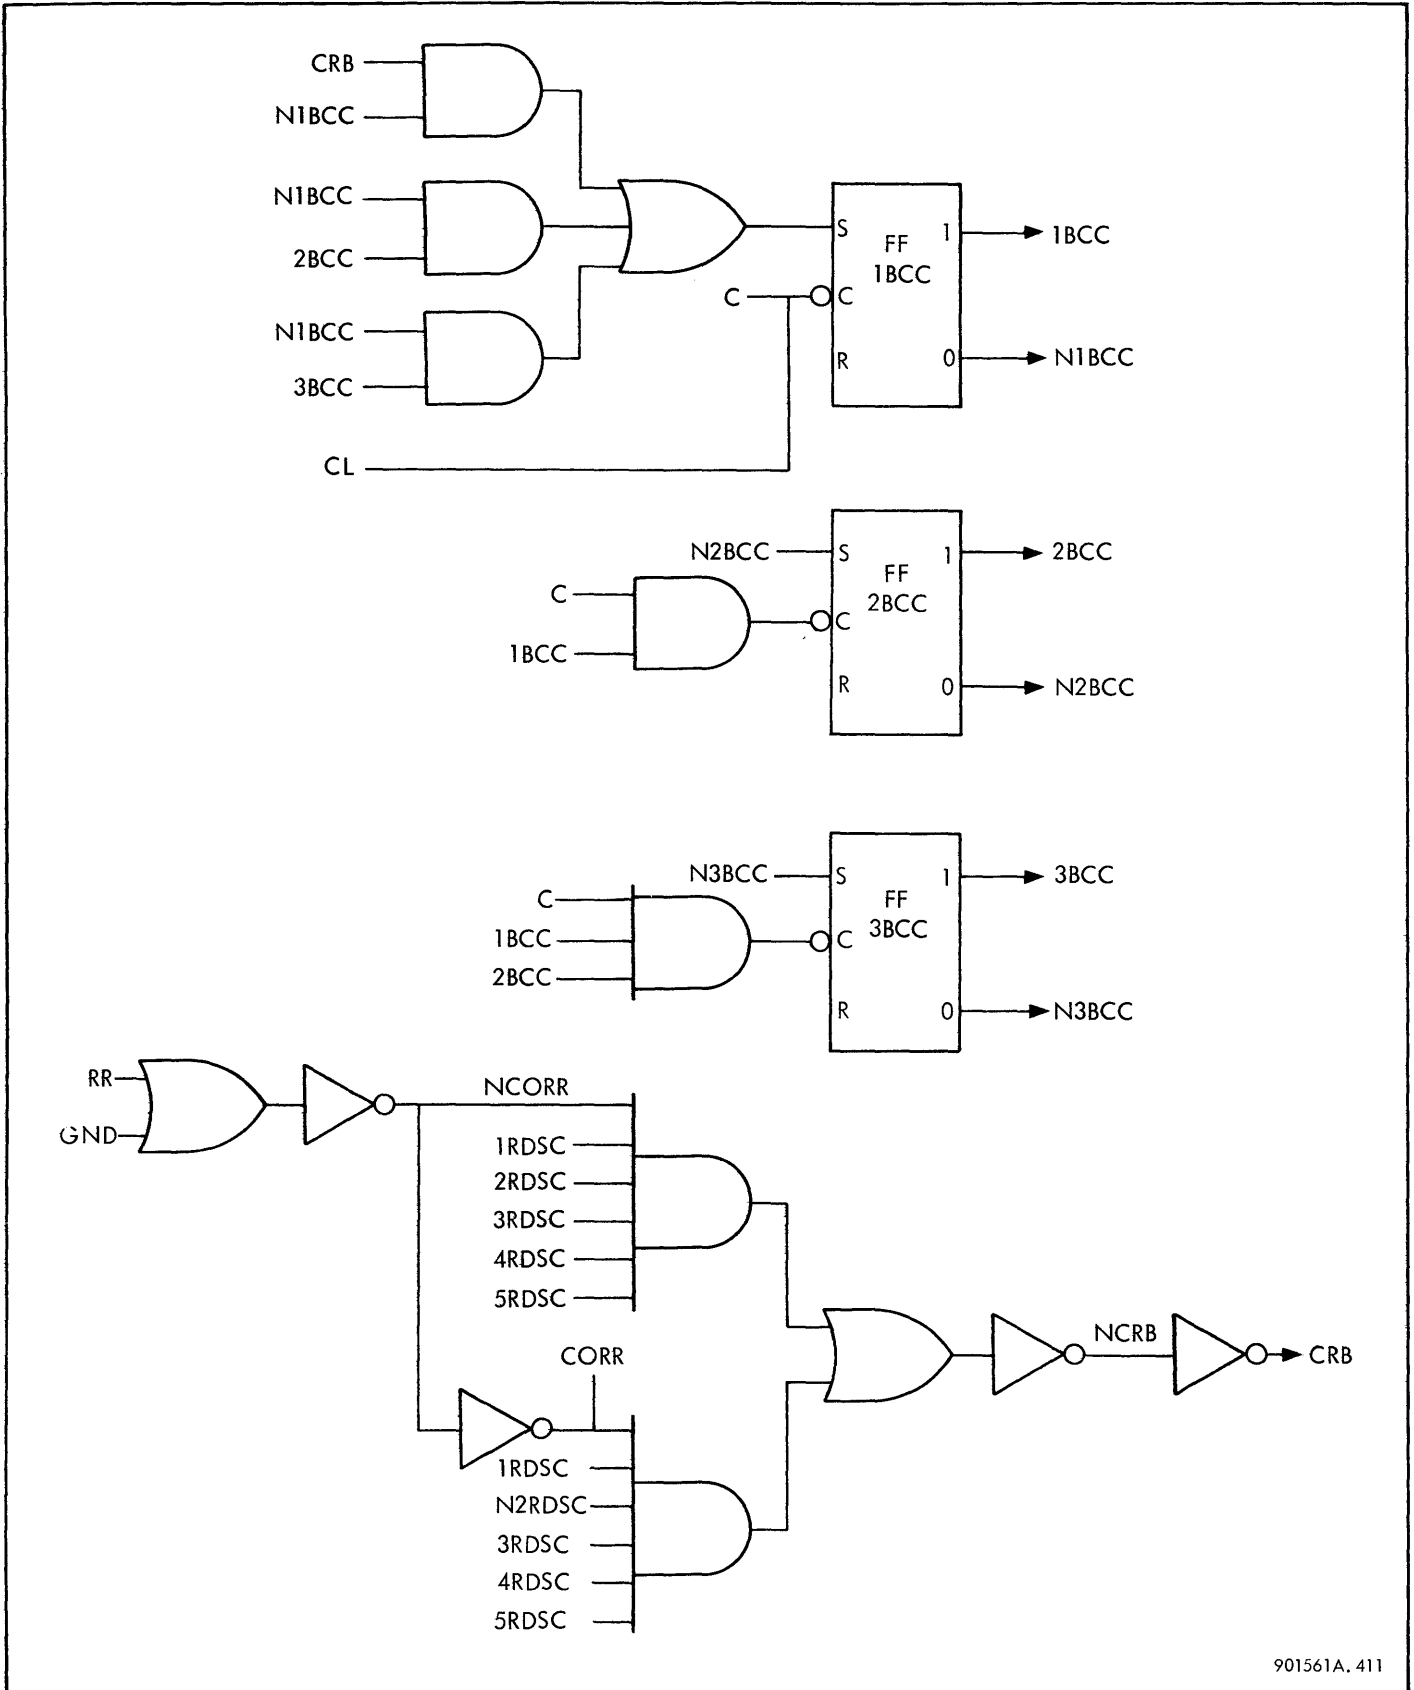 CRB
N1BCC
N1BCC
2BCC
N1BCC
3BCC
CL
C
S
C
R
FF
1BCC
1
0
1BCC
N1BCC
N2BCC
C
1BCC
S
C
R
FF
2BCC
1
0
2BCC
N2BCC
N3BCC
C
1BCC
2BCC
S
C
R
FF
3BCC
1
0
3BCC
N3BCC
RR
GND
NCORR
1RDSC
2RDSC
3RDSC
4RDSC
5RDSC
CORR
1RDSC
N2RDSC
3RDSC
4RDSC
5RDSC
NCRB
CRB
901561A. 411